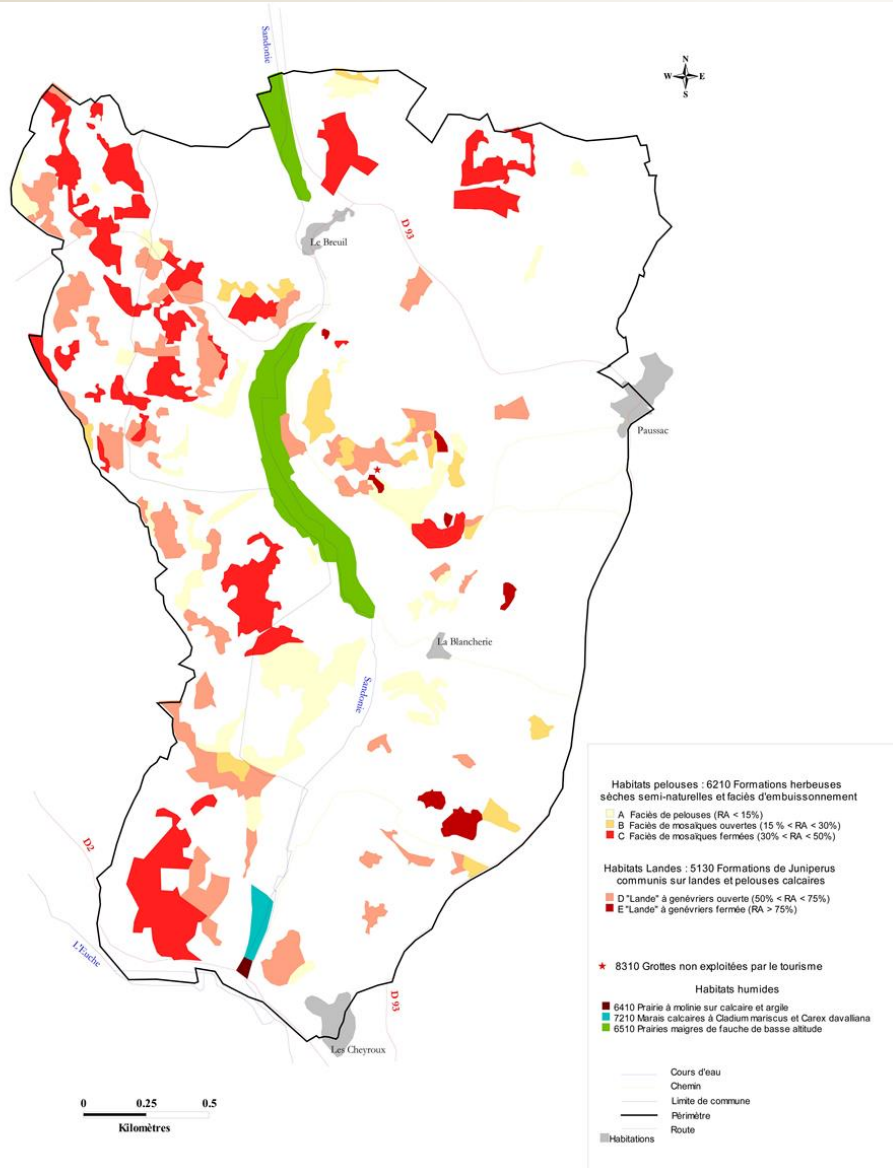 Sandonie
N
W E
S
Le Breuil
D 93
Paussac
La Blancherie
Sandonie
D2
L'Euche
D 93
Les Cheyroux
0 0.25 0.5
Kilomètres
Habitats pelouses : 6210 Formations herbeuses
sèches semi-naturelles et faciès d'embuissonnement
A Faciès de pelouses (RA < 15%)
B Faciès de mosaïques ouvertes (15 % < RA < 30%)
C Faciès de mosaïques fermées (30% < RA < 50%)
Habitats Landes : 5130 Formations de Juniperus
communis sur landes et pelouses calcaires
D "Lande" à genévriers ouverte (50% < RA < 75%)
E "Lande" à genévriers fermée (RA > 75%)
8310 Grottes non exploitées par le tourisme
Habitats humides
6410 Prairie à molinie sur calcaire et argile
7210 Marais calcaires à Cladium mariscus et Carex davalliana
6510 Prairies maigres de fauche de basse altitude
Cours d'eau
Chemin
Limite de commune
Périmètre
Route
Habitations